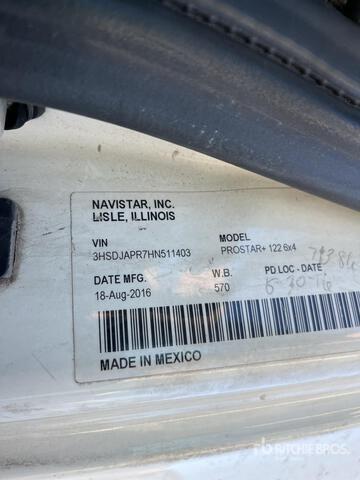 NAVISTAR, INC.
LISLE, ILLINOIS
VIN MODEL
3HSDJAPR7HN511403 PROSTAR+ 122 6x4
DATE MFG. W.B. PD LOC - DATE
18-Aug-2016 570
MADE IN MEXICO
RITCHIE BROS.